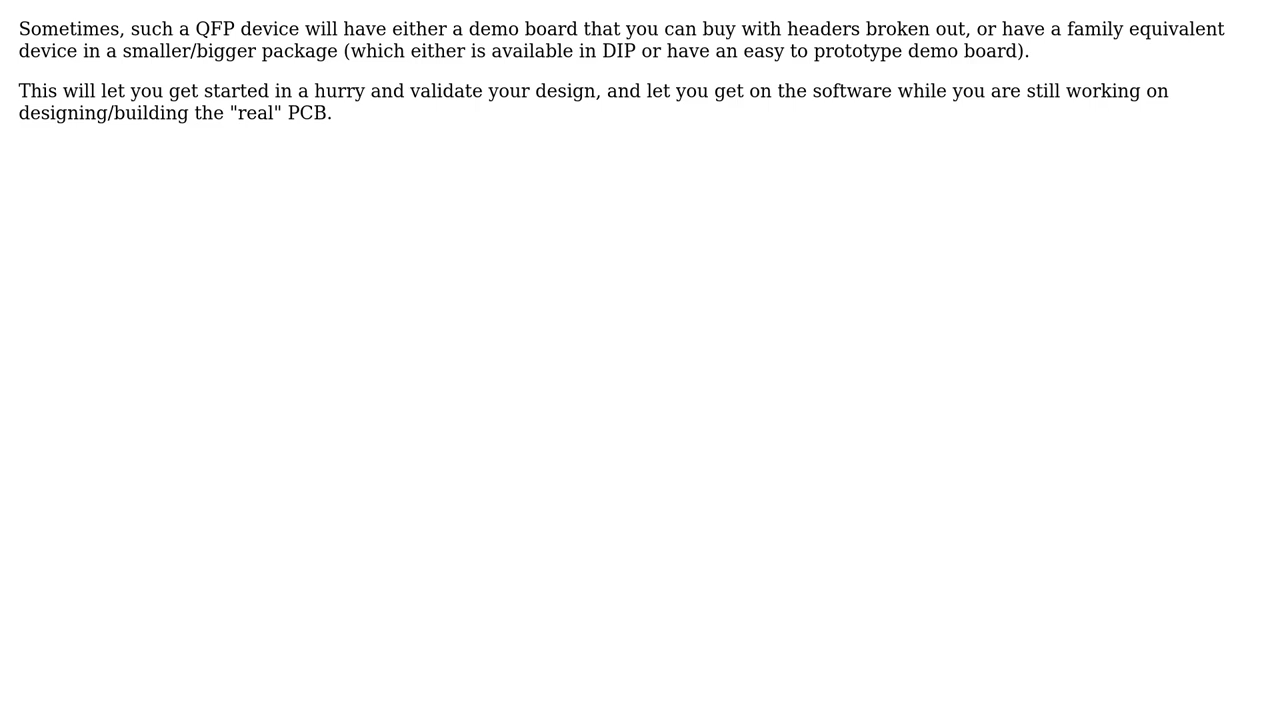 Sometimes, such a QFP device will have either a demo board that you can buy with headers broken out, or have a family equivalent
device in a smaller/bigger package (which either is available in DIP or have an easy to prototype demo board).
This will let you get started in a hurry and validate your design, and let you get on the software while you are still working on
designing/building the "real" PCB.